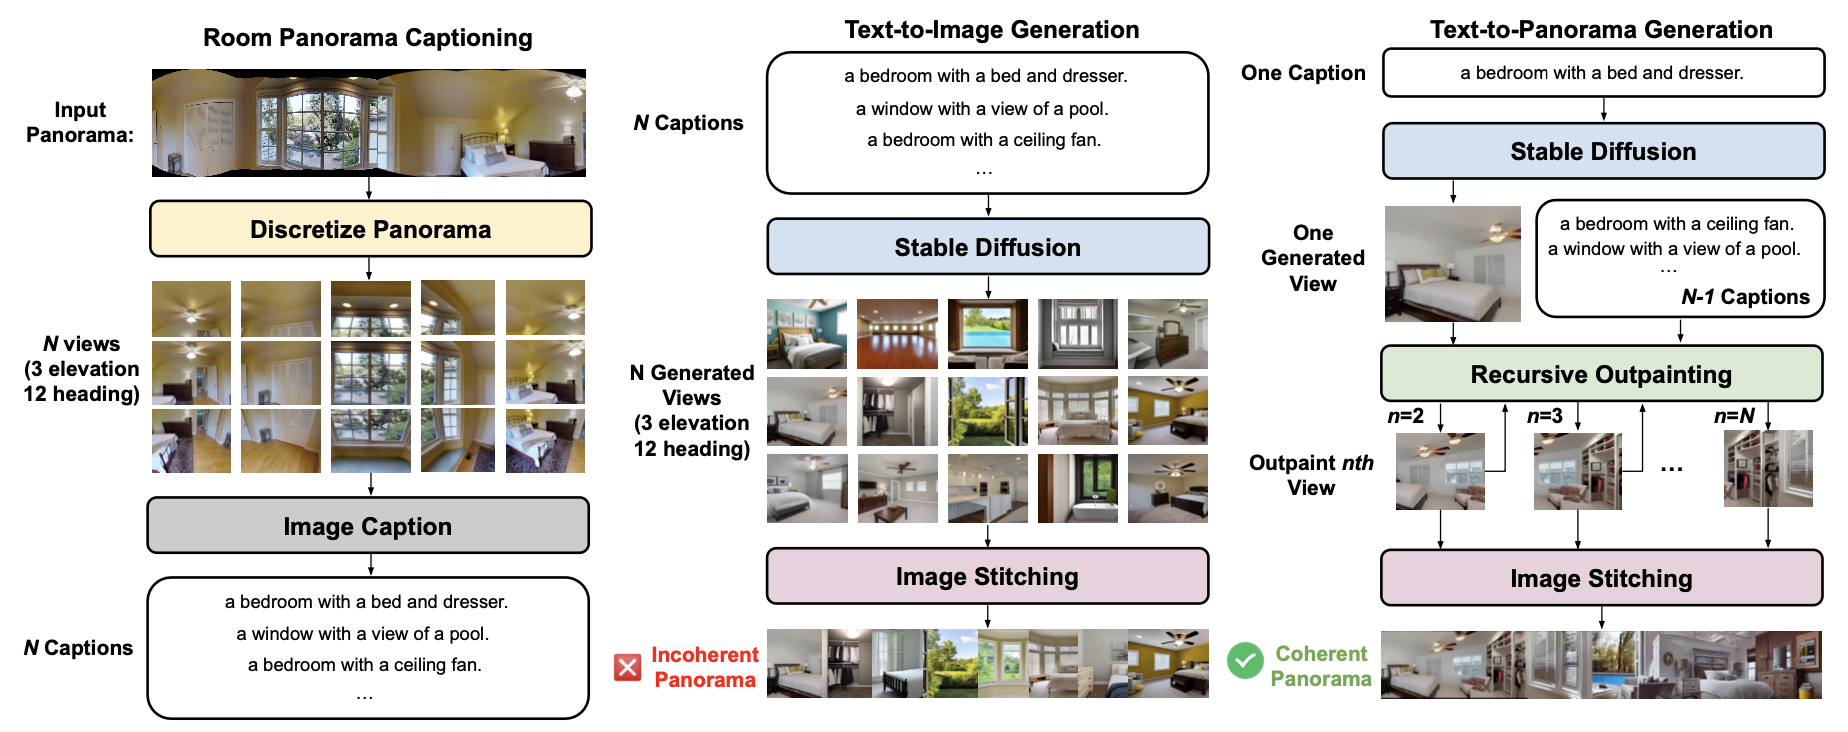 Room Panorama Captioning
Input
Panorama:
Discretize Panorama
N views
(3 elevation
12 heading)
Image Caption
N Captions
a bedroom with a bed and dresser.
a window with a view of a pool.
a bedroom with a ceiling fan.
...
Text-to-Image Generation
N Captions
a bedroom with a bed and dresser.
a window with a view of a pool.
a bedroom with a ceiling fan.
...
Stable Diffusion
N Generated
Views
(3 elevation
12 heading)
Image Stitching
Incoherent
Panorama
Text-to-Panorama Generation
One Caption
a bedroom with a bed and dresser.
Stable Diffusion
One
Generated
View
a bedroom with a ceiling fan.
a window with a view of a pool.
...
N-1 Captions
Recursive Outpainting
n=2
n=3
n=N
Outpaint nth
View
...
Image Stitching
Coherent
Panorama